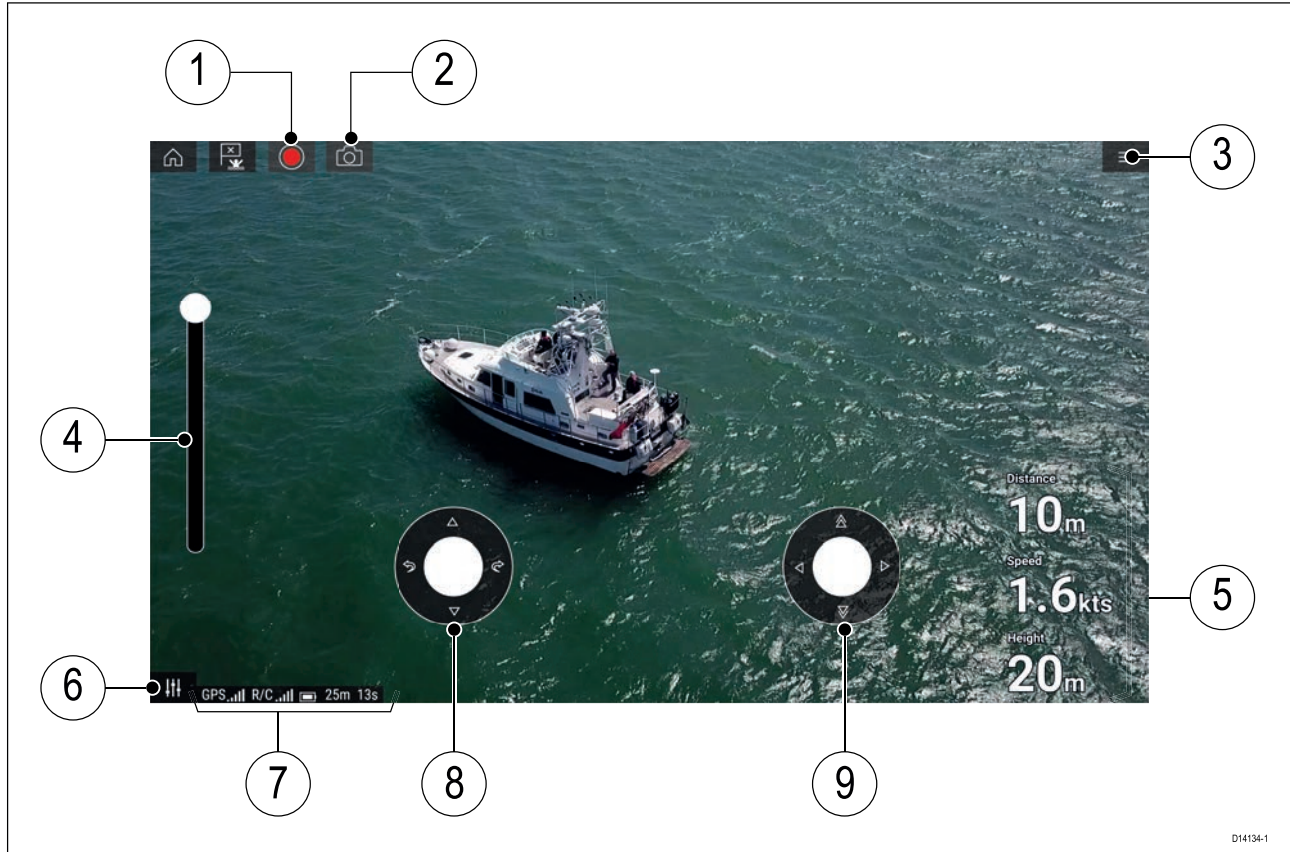 1
2
3
4
Distance
10m
Speed
1.6kts
5
Height
20m
6
GPS R/C 25m 13s
7
8
9
D14134-1